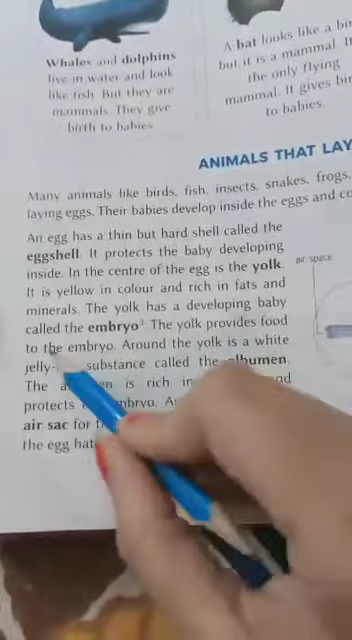 Whales and dolphins
live in water and look
like fish. But they are
mammals. They give
birth to babies.
A bat looks like a bir
but it is a mammal. It
the only flying
mammal. It gives bir
to babies.
ANIMALS THAT LAY
Many animals like birds, fish, insects, snakes, frogs,
laying eggs. Their babies develop inside the eggs and co
An egg has a thin but hard shell called the
eggshell. It protects the baby developing
inside. In the centre of the egg is the yolk.
It is yellow in colour and rich in fats and
minerals. The yolk has a developing baby
called the embryo. The yolk provides food
to the embryo. Around the yolk is a white
jelly- substance called the albumen.
The is rich in nd
protects mbryo. A
air sac for
the egg hat
air space